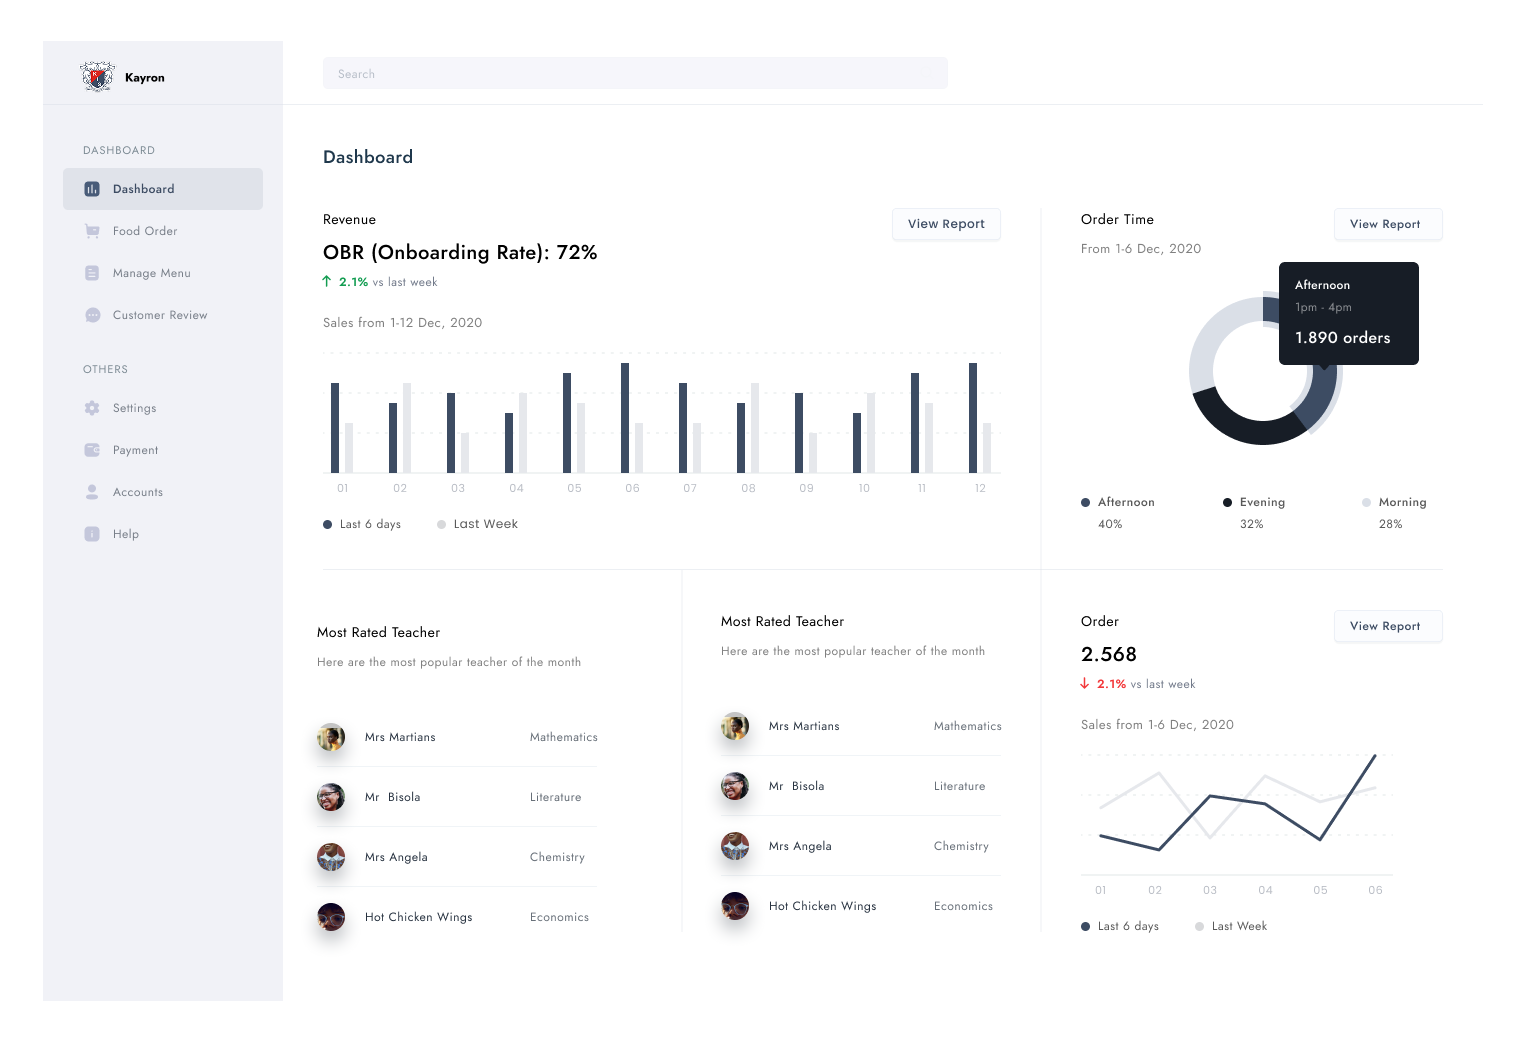 Kayron
Search
DASHBOARD
Dashboard
Food Order
Manage Menu
Customer Review
OTHERS
Settings
Payment
Accounts
Help
Dashboard
Revenue
View Report
OBR (Onboarding Rate): 72%
2.1% vs last week
Sales from 1-12 Dec, 2020
01 02 03 04 05 06 07 08 09 10 11 12
Last 6 days Last Week
Order Time
View Report
From 1-6 Dec, 2020
Afternoon
1pm - 4pm
1.890 orders
Afternoon Evening Morning
40% 32% 28%
Most Rated Teacher
Here are the most popular teacher of the month
Mrs Martians Mathematics
Mr  Bisola Literature
Mrs Angela Chemistry
Hot Chicken Wings Economics
Most Rated Teacher
Here are the most popular teacher of the month
Mrs Martians Mathematics
Mr  Bisola Literature
Mrs Angela Chemistry
Hot Chicken Wings Economics
Order
View Report
2.568
2.1% vs last week
Sales from 1-6 Dec, 2020
01 02 03 04 05 06
Last 6 days Last Week